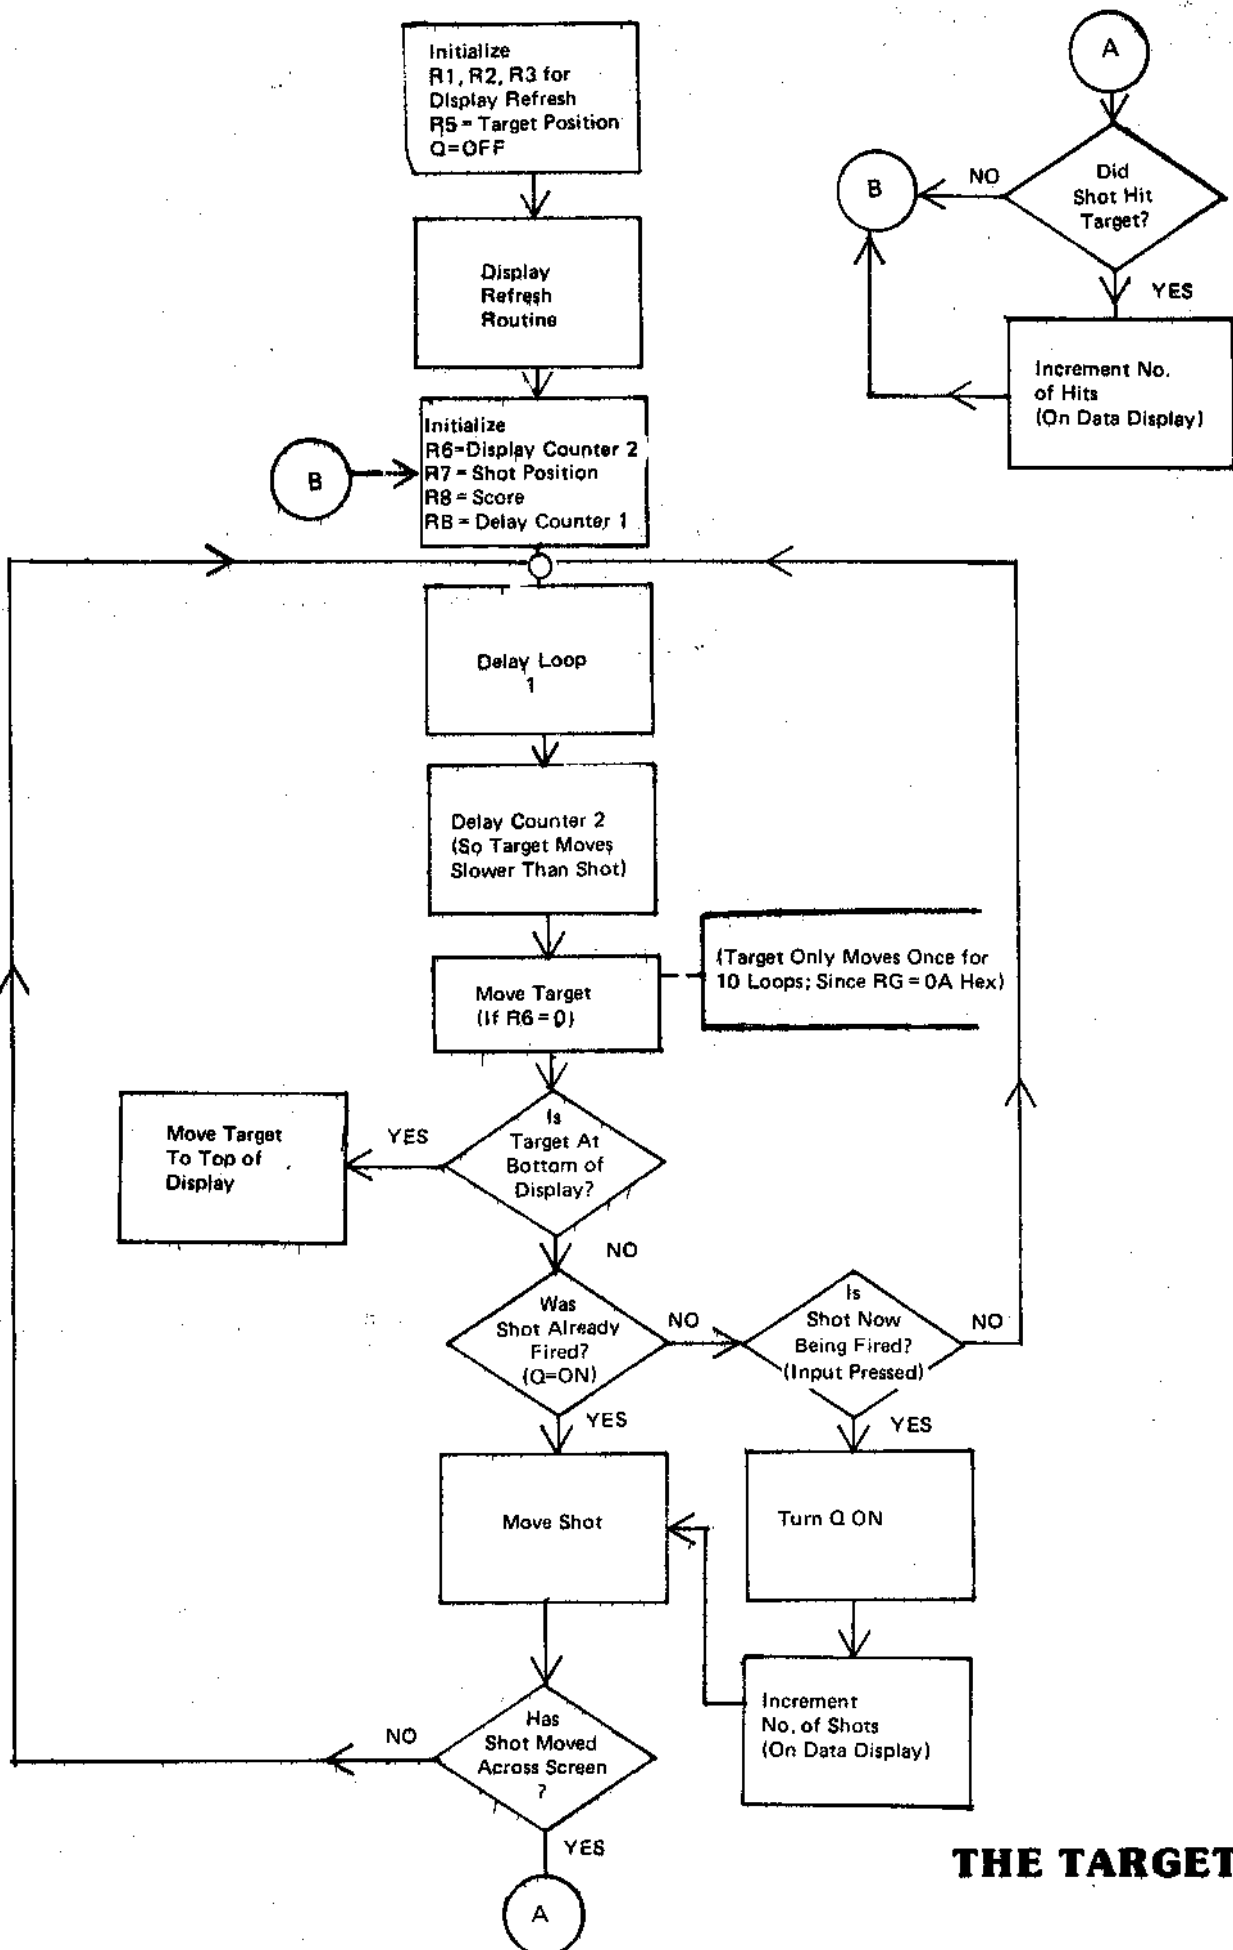 Initialize
R1, R2, R3 for
Display Refresh
R5 = Target Position
Q=OFF
Display
Refresh
Routine
Initialize
R6=Display Counter 2
R7 = Shot Position
R8 = Score
RB = Delay Counter 1
B
Delay Loop
1
Delay Counter 2
(So Target Moves
Slower Than Shot)
Move Target
(If R6 = 0)
(Target Only Moves Once for
10 Loops; Since RG = 0A Hex)
Is
Target At
Bottom of
Display?
YES
Move Target
To Top of
Display
NO
Was
Shot Already
Fired?
(Q=ON)
NO
Is
Shot Now
Being Fired?
(Input Pressed)
NO
YES
YES
Move Shot
Turn Q ON
Increment
No. of Shots
(On Data Display)
Has
Shot Moved
Across Screen
?
NO
YES
A
A
Did
Shot Hit
Target?
NO
B
YES
Increment No.
of Hits
(On Data Display)
THE TARGET